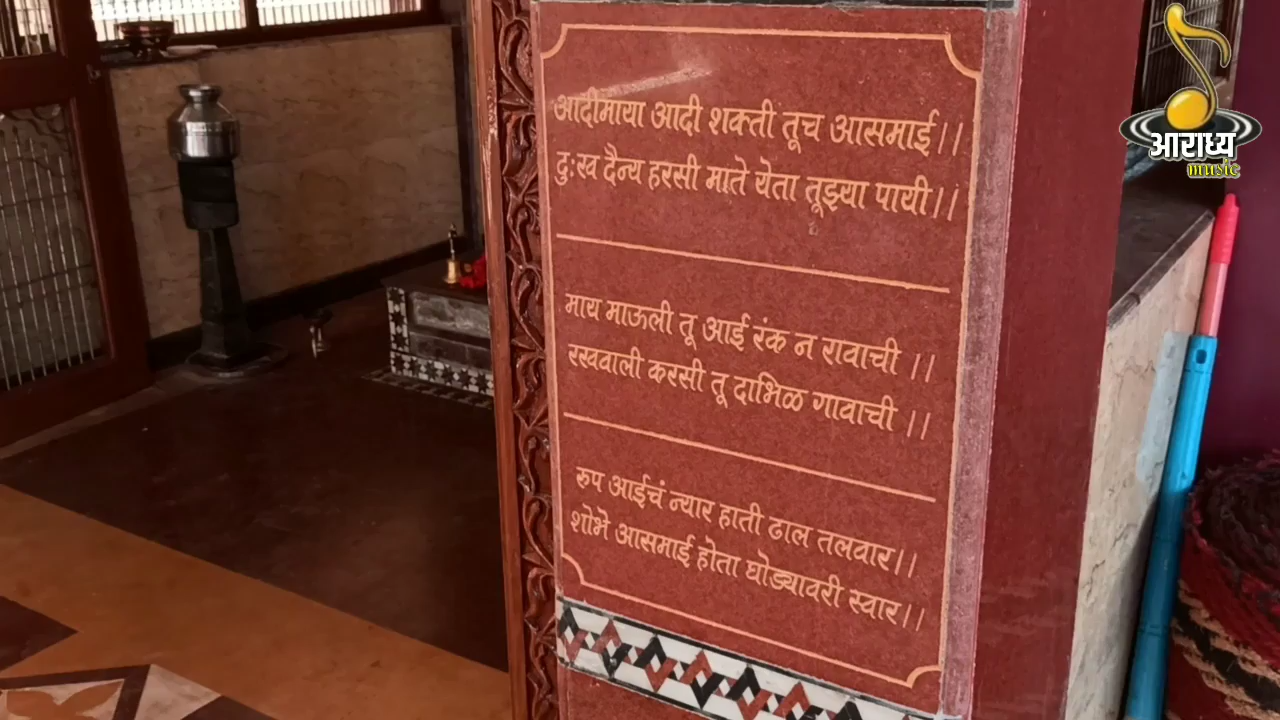 आदीमाया आदी शक्ती तूच आसमाई।।
दुःख दैन्य हरसी माते येता तूझ्या पायी।।
माय माऊली तू आई रंक न रावाची ।।
रखवाली करसी तू दाभिळ गावाची ।।
रुप आईचं न्यार हाती ढाल तलवार।।
शोभे आसमाई होता घोड्यावरी स्वार।।
आराध्य
music